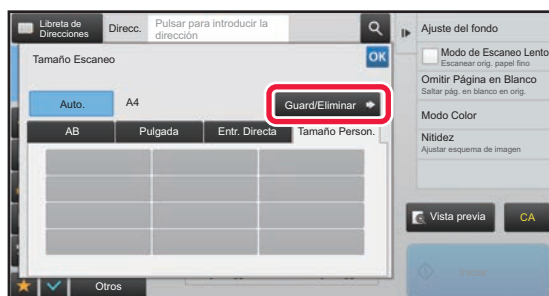 Libreta de
Direcciones
Direcc.
Pulsar para introducir la
dirección
Tamaño Escaneo
OK
Auto.
A4
Guard/Eliminar
AB
Pulgada
Entr. Directa
Tamaño Person.
Otros
Ajuste del fondo
Modo de Escaneo Lento
Escanear orig. papel fino
Omitir Página en Blanco
Saltar pág. en blanco en orig.
Modo Color
Nitidez
Ajustar esquema de imagen
Vista previa
CA